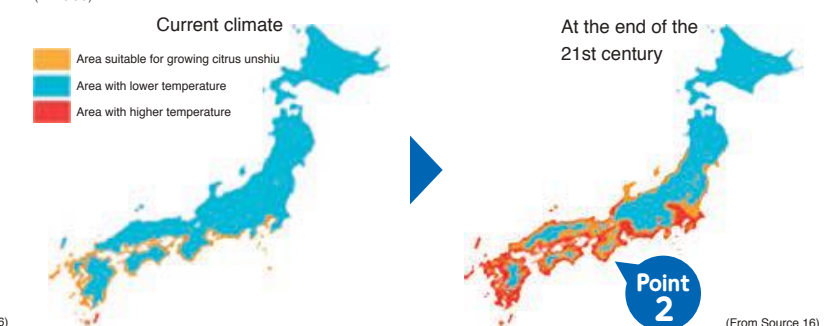 Current climate
Area suitable for growing citrus unshiu
Area with lower temperature
Area with higher temperature
At the end of the
21st century
Point
2
6)
(From Source 16)